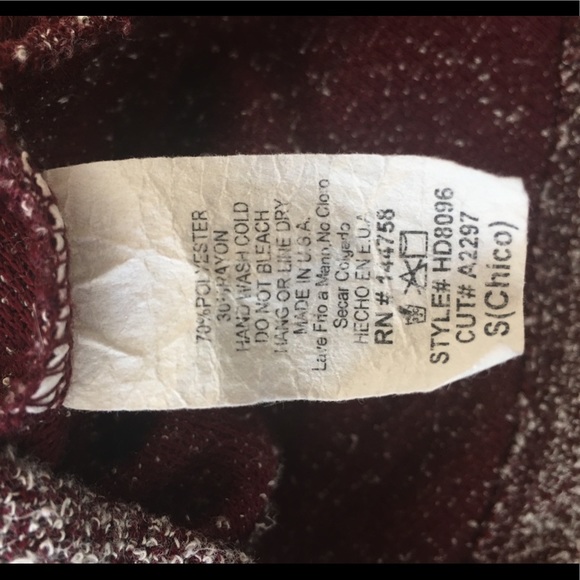 70%POLYESTER
30%RAYON
HAND WASH COLD
DO NOT BLEACH
HANG OR LINE DRY
MADE IN U.S.A.
Lave Frio a Mano,No Cloro
Secar Colgado
HECHO EN E.U.A
RN # 144758
STYLE# HD8096
CUT# A2297
S(Chico)